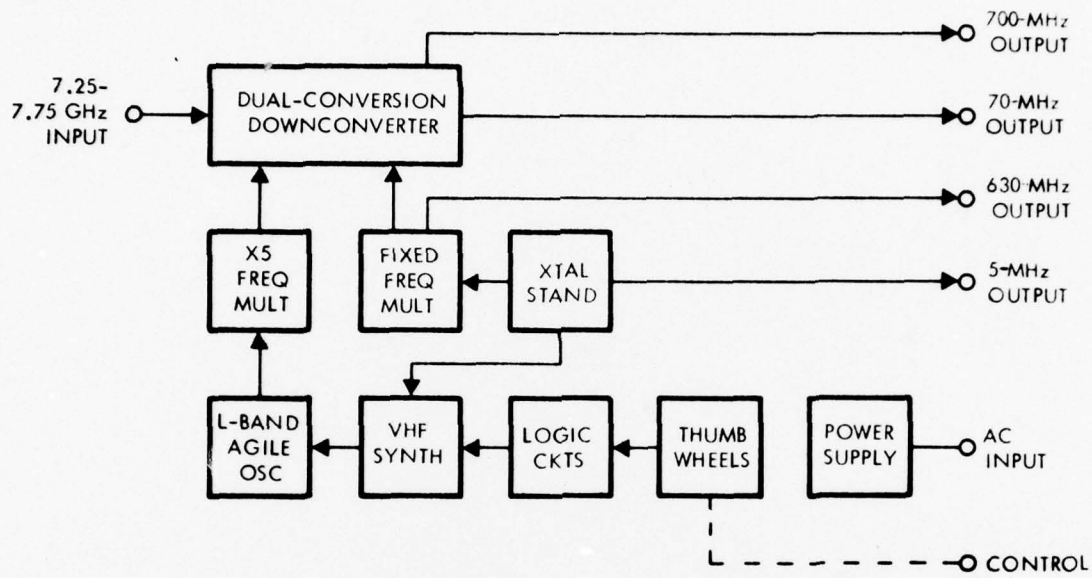 700-MHz
OUTPUT
7.25-
7.75 GHz
INPUT
DUAL-CONVERSION
DOWNCONVERTER
70-MHz
OUTPUT
630-MHz
OUTPUT
X5
FREQ
MULT
FIXED
FREQ
MULT
XTAL
STAND
5-MHz
OUTPUT
L-BAND
AGILE
OSC
VHF
SYNTH
LOGIC
CKTS
THUMB
WHEELS
POWER
SUPPLY
AC
INPUT
CONTROL